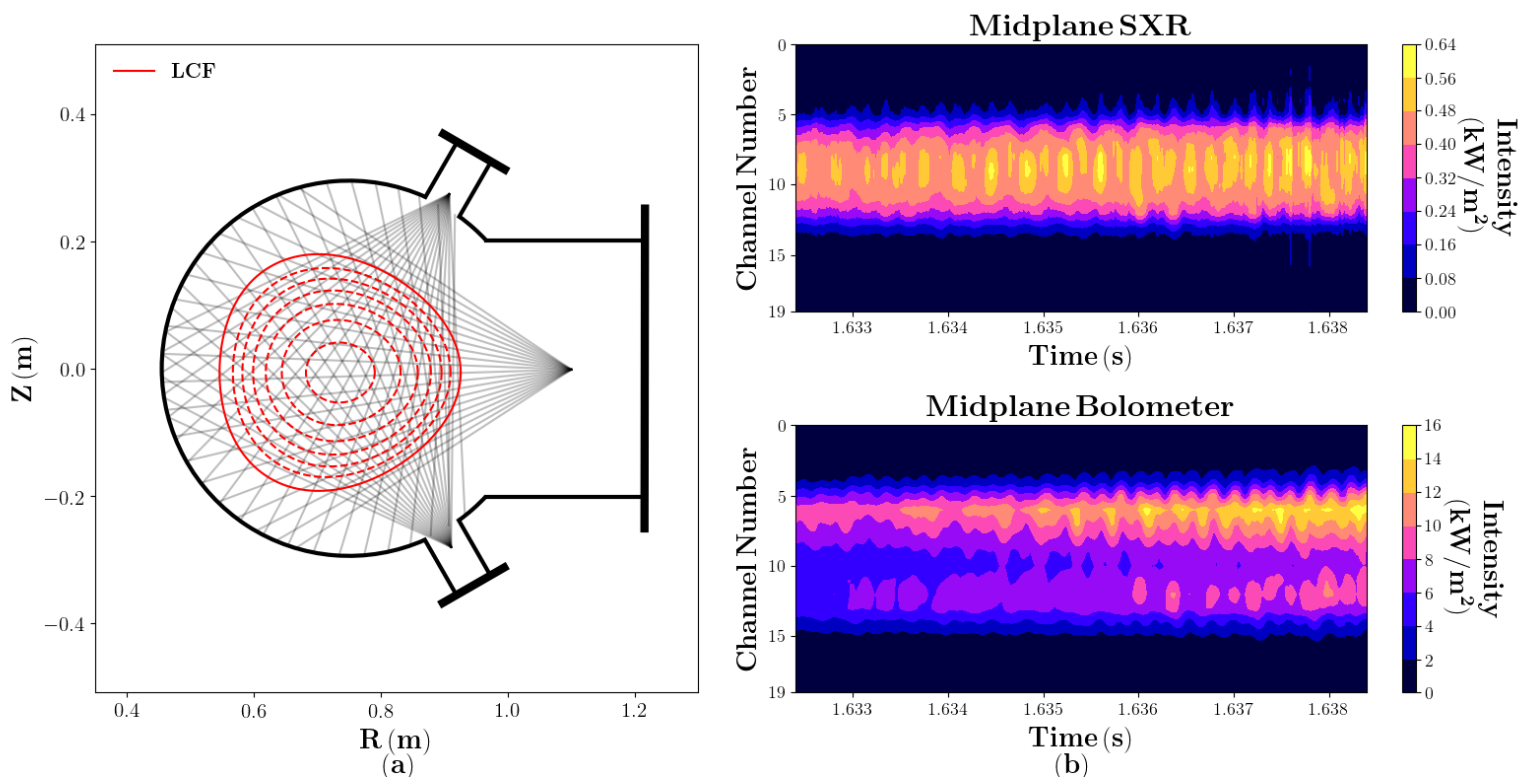 LCF
0.4
0.2
0.0
−0.2
−0.4
Z (m)
0.4 0.6 0.8 1.0 1.2
R (m)
(a)
Midplane SXR
0
5
10
15
19
Channel Number
1.633 1.634 1.635 1.636 1.637 1.638
Time (s)
0.64
0.56
0.48
0.40
0.32
0.24
0.16
0.08
0.00
Intensity
(kW/m²)
Midplane Bolometer
0
5
10
15
19
Channel Number
1.633 1.634 1.635 1.636 1.637 1.638
Time (s)
16
14
12
10
8
6
4
2
0
Intensity
(kW/m²)
(b)